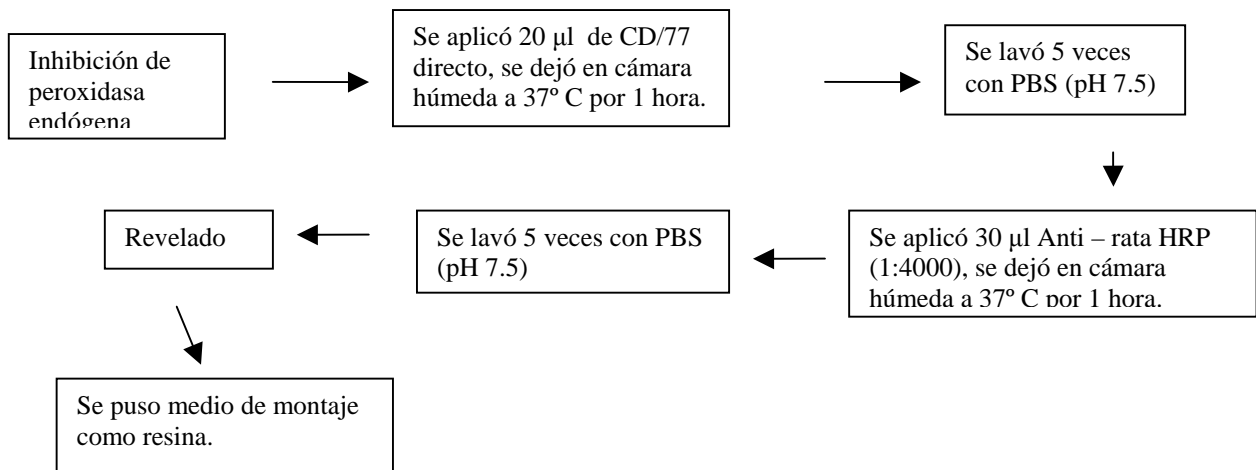 Inhibición de
peroxidasa
endógena
Se aplicó 20 µl de CD/77
directo, se dejó en cámara
húmeda a 37º C por 1 hora.
Se lavó 5 veces
con PBS (pH 7.5)
Se aplicó 30 µl Anti – rata HRP
(1:4000), se dejó en cámara
húmeda a 37º C por 1 hora.
Se lavó 5 veces con PBS
(pH 7.5)
Revelado
Se puso medio de montaje
como resina.